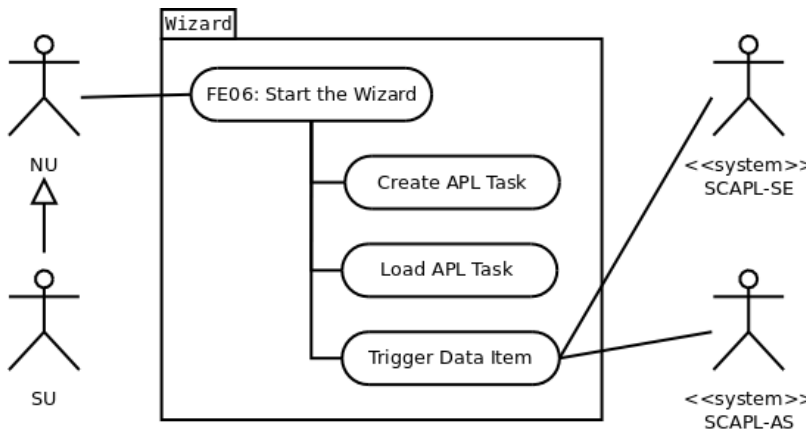 Wizard
FE06: Start the Wizard
NU
Create APL Task
<<system>>
SCAPL-SE
Load APL Task
Trigger Data Item
SU
<<system>>
SCAPL-AS